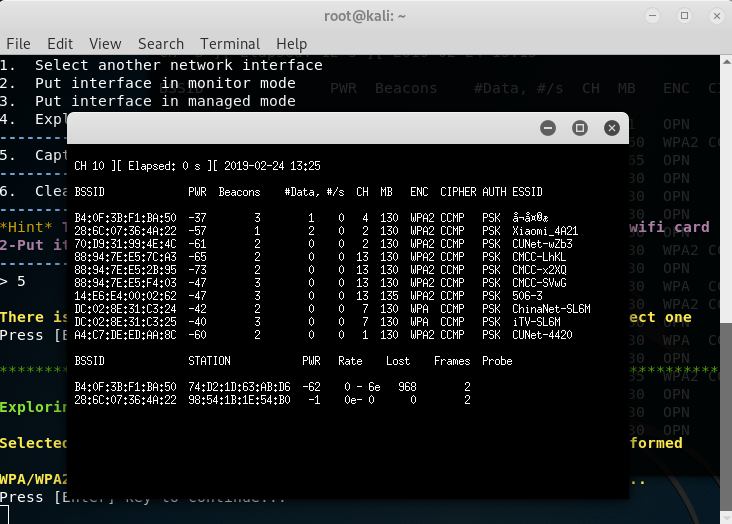 root@kali: ~
File Edit View Search Terminal Help
1. Select another network interface
2. Put interface in monitor mode
3. Put interface in managed mode
BSSID PWR Beacons #Data, #/s CH MB ENC
4. Expl
5. Capt
6. Clea
*Hint* T
wifi card
2-Put it
> 5
There is
ect one
Press [E
Explorin
Selected
formed
WPA/WPA2
Press [Enter] key to continue...
CH 10 ][ Elapsed: 0 s ][ 2019-02-24 13:25
BSSID PWR Beacons #Data, #/s CH MB ENC CIPHER AUTH ESSID
B4:0F:3B:F1:BA:50 -37 3 1 0 4 130 WPA2 CCMP PSK
28:6C:07:36:4A:22 -57 1 2 0 2 130 WPA2 CCMP PSK Xiaomi_4A21
70:D9:31:99:4E:4C -61 2 0 0 2 130 WPA2 CCMP PSK CUNet-wZb3
88:94:7E:E5:7C:A3 -65 2 0 0 13 130 WPA2 CCMP PSK CMCC-LhKL
88:94:7E:E5:2B:95 -73 2 0 0 13 130 WPA2 CCMP PSK CMCC-x2XQ
88:94:7E:E5:F4:03 -47 3 0 0 13 130 WPA2 CCMP PSK CMCC-SVwG
14:E6:E4:00:02:62 -47 3 0 0 13 135 WPA2 CCMP PSK 506-3
DC:02:8E:31:C3:24 -42 2 0 0 7 130 WPA CCMP PSK ChinaNet-SL6M
DC:02:8E:31:C3:25 -40 3 0 0 7 130 WPA CCMP PSK iTV-SL6M
A4:C7:DE:ED:AA:8C -60 2 0 0 1 130 WPA2 CCMP PSK CUNet-4420
BSSID STATION PWR Rate Lost Frames Probe
B4:0F:3B:F1:BA:50 74:D2:1D:63:AB:D6 -62 0 - 6e 968 2
28:6C:07:36:4A:22 98:54:1B:1E:54:B0 -1 0e- 0 0 2